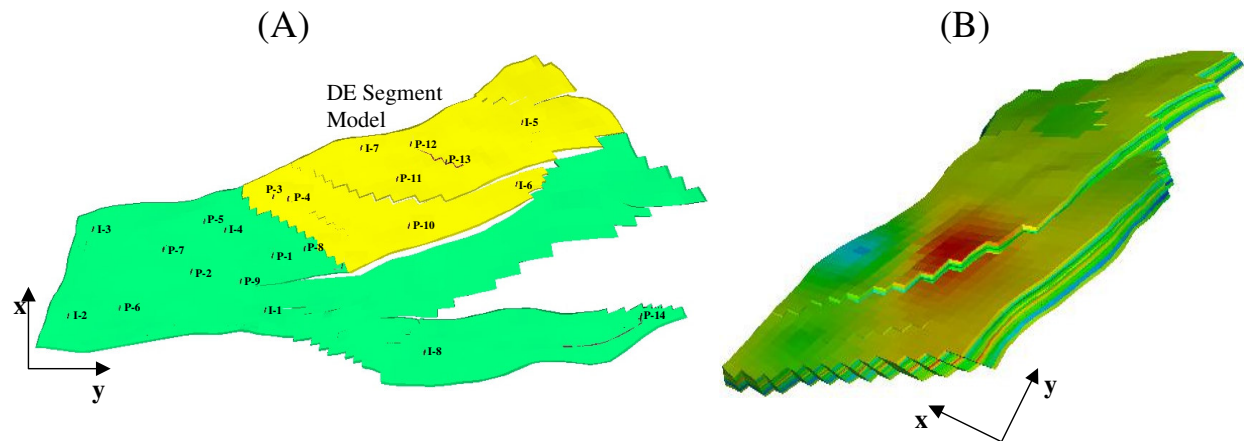 (A)
(B)
DE Segment
Model
I-5
I-7
P-12
P-13
P-11
P-3
P-4
I-6
P-5
I-3
I-4
P-10
P-7
P-8
P-1
P-2
P-9
x
I-2
P-6
I-1
P-14
I-8
y
x
y